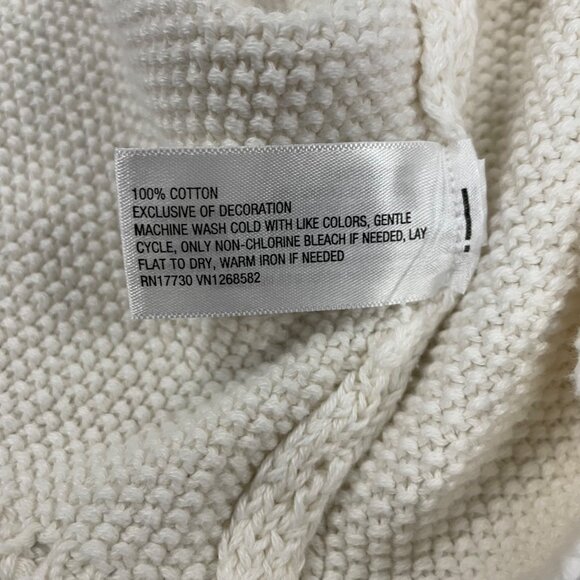 100% COTTON
EXCLUSIVE OF DECORATION
MACHINE WASH COLD WITH LIKE COLORS, GENTLE
CYCLE, ONLY NON-CHLORINE BLEACH IF NEEDED, LAY
FLAT TO DRY, WARM IRON IF NEEDED
RN17730 VN1268582